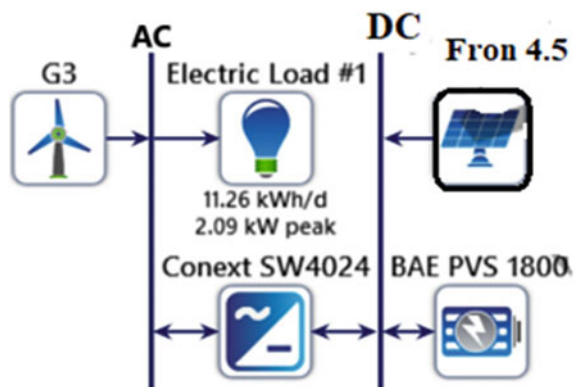 AC
DC
G3
Electric Load #1
Fron 4.5
11.26 kWh/d
2.09 kW peak
Conext SW4024
BAE PVS 1800